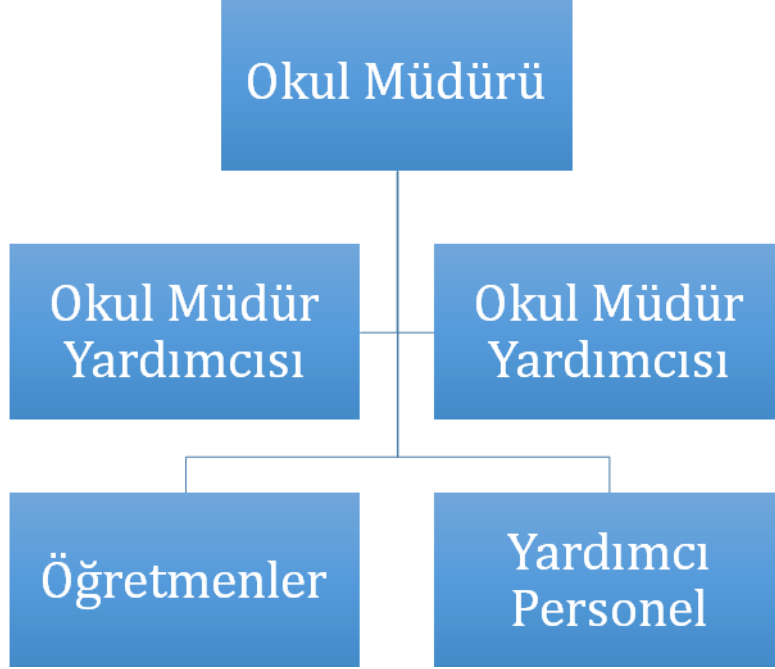 Okul Müdürü
Okul Müdür
Yardımcısı
Okul Müdür
Yardımcısı
Öğretmenler
Yardımcı
Personel